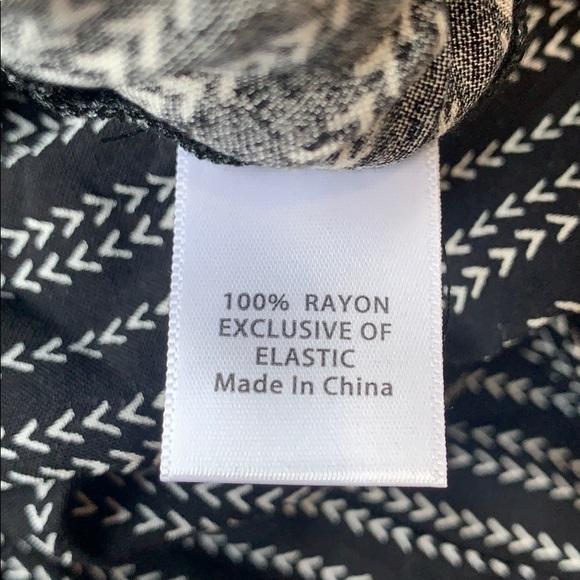 100% RAYON
EXCLUSIVE OF
ELASTIC
Made In China